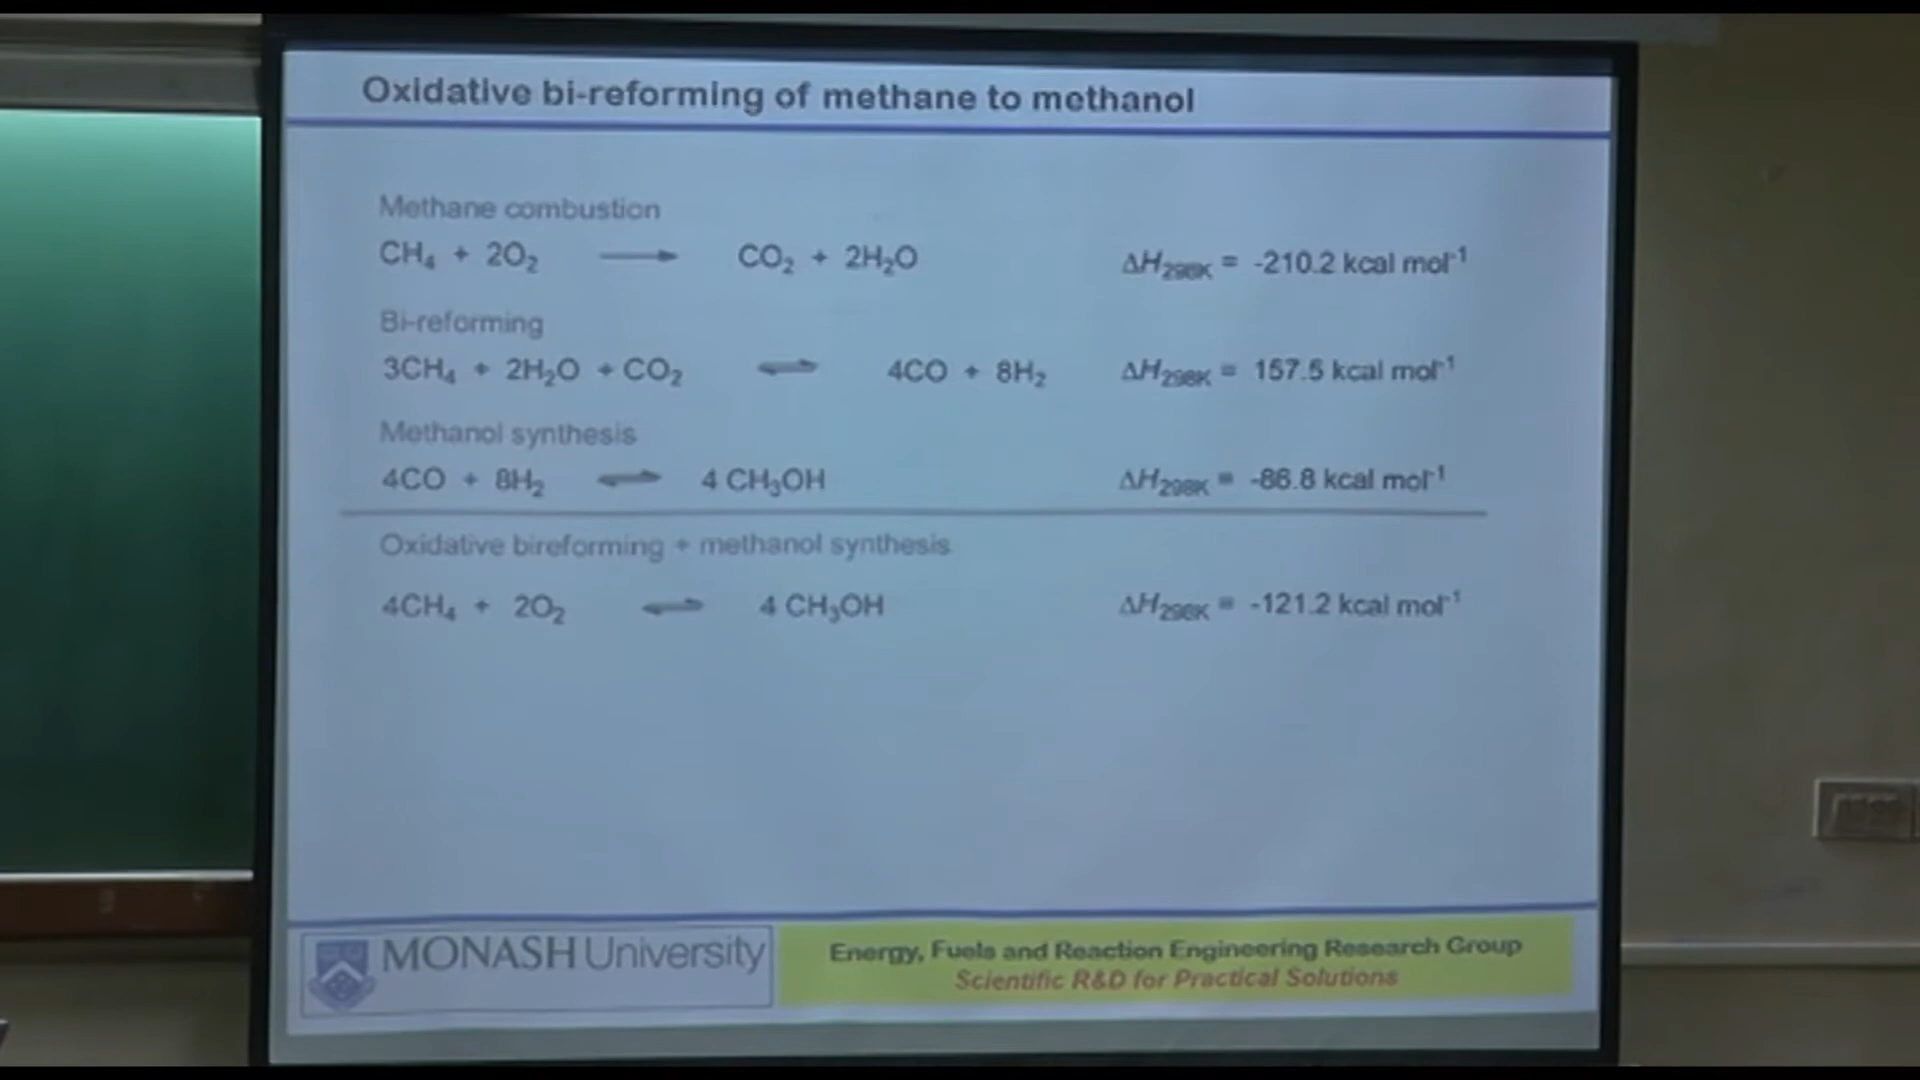 Oxidative bi-reforming of methane to methanol
Methane combustion
CH₄ + 2O₂ ⟶ CO₂ + 2H₂O ΔH₂₉₈K = -210.2 kcal mol⁻¹
Bi-reforming
3CH₄ + 2H₂O + CO₂ ⇌ 4CO + 8H₂ ΔH₂₉₈K = 157.5 kcal mol⁻¹
Methanol synthesis
4CO + 8H₂ ⇌ 4 CH₃OH ΔH₂₉₈K = -86.8 kcal mol⁻¹
Oxidative bireforming + methanol synthesis
4CH₄ + 2O₂ ⇌ 4 CH₃OH ΔH₂₉₈K = -121.2 kcal mol⁻¹
MONASH University
Energy, Fuels and Reaction Engineering Research Group
Scientific R&D for Practical Solutions